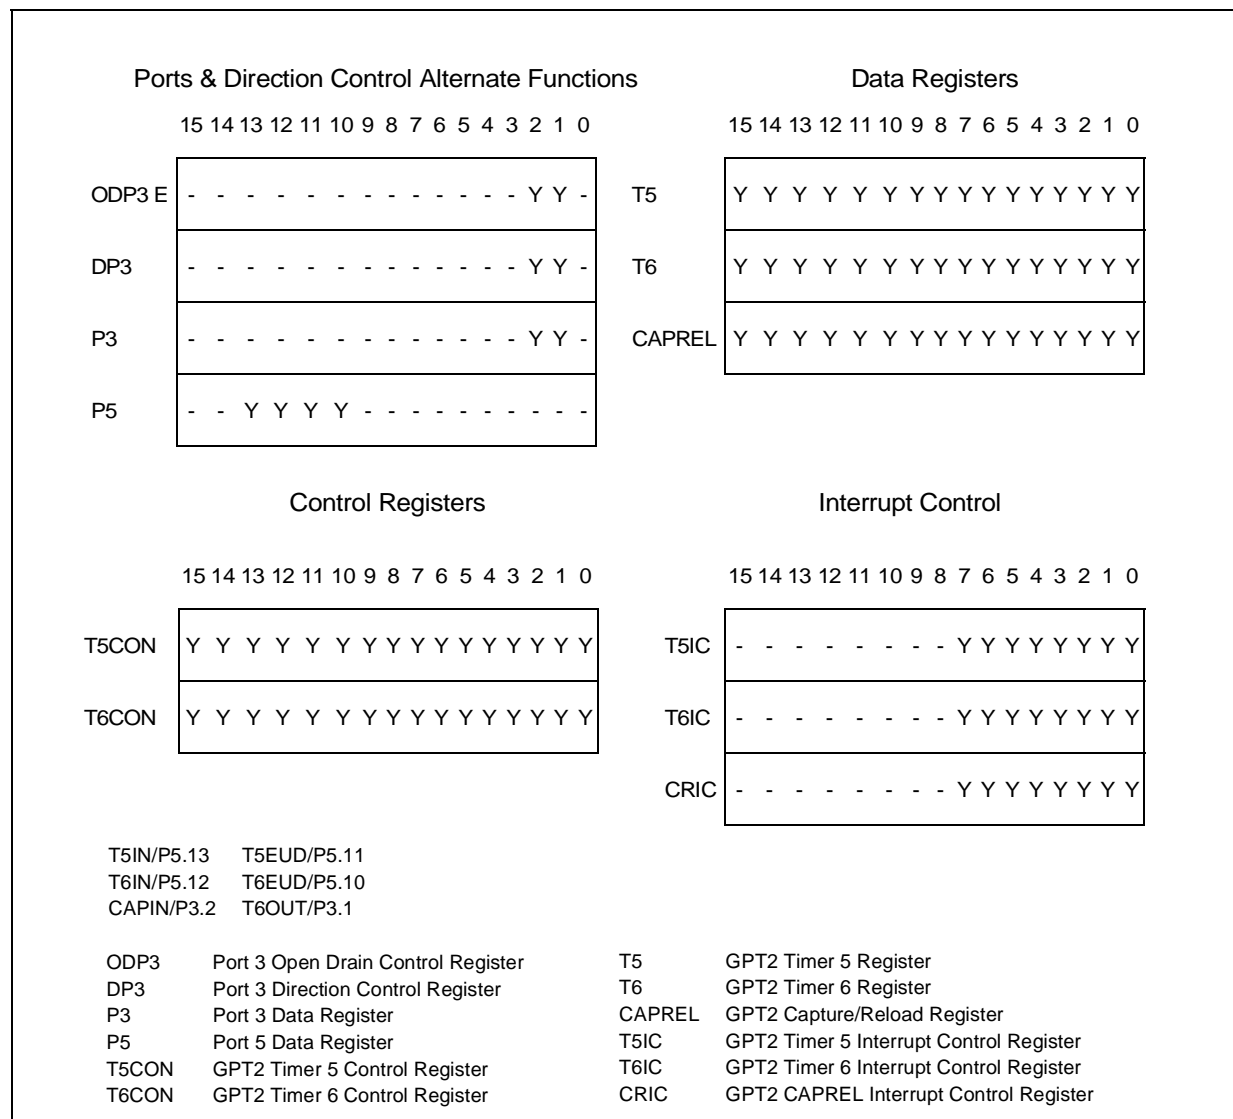 Ports & Direction Control Alternate Functions
15 14 13 12 11 10 9 8 7 6 5 4 3 2 1 0
ODP3 E - - - - - - - - - - - - - Y Y -
DP3 - - - - - - - - - - - - - Y Y -
P3 - - - - - - - - - - - - - Y Y -
P5 - - Y Y Y Y - - - - - - - - - -
Data Registers
15 14 13 12 11 10 9 8 7 6 5 4 3 2 1 0
T5 Y Y Y Y Y Y Y Y Y Y Y Y Y Y Y Y
T6 Y Y Y Y Y Y Y Y Y Y Y Y Y Y Y Y
CAPREL Y Y Y Y Y Y Y Y Y Y Y Y Y Y Y Y
Control Registers
15 14 13 12 11 10 9 8 7 6 5 4 3 2 1 0
T5CON Y Y Y Y Y Y Y Y Y Y Y Y Y Y Y Y
T6CON Y Y Y Y Y Y Y Y Y Y Y Y Y Y Y Y
Interrupt Control
15 14 13 12 11 10 9 8 7 6 5 4 3 2 1 0
T5IC - - - - - - - - Y Y Y Y Y Y Y Y
T6IC - - - - - - - - Y Y Y Y Y Y Y Y
CRIC - - - - - - - - Y Y Y Y Y Y Y Y
T5IN/P5.13 T5EUD/P5.11
T6IN/P5.12 T6EUD/P5.10
CAPIN/P3.2 T6OUT/P3.1
ODP3 Port 3 Open Drain Control Register
DP3 Port 3 Direction Control Register
P3 Port 3 Data Register
P5 Port 5 Data Register
T5CON GPT2 Timer 5 Control Register
T6CON GPT2 Timer 6 Control Register
T5 GPT2 Timer 5 Register
T6 GPT2 Timer 6 Register
CAPREL GPT2 Capture/Reload Register
T5IC GPT2 Timer 5 Interrupt Control Register
T6IC GPT2 Timer 6 Interrupt Control Register
CRIC GPT2 CAPREL Interrupt Control Register